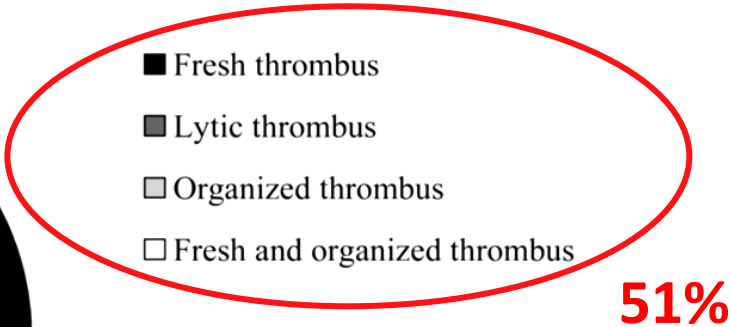 Fresh thrombus
Lytic thrombus
Organized thrombus
Fresh and organized thrombus
51%